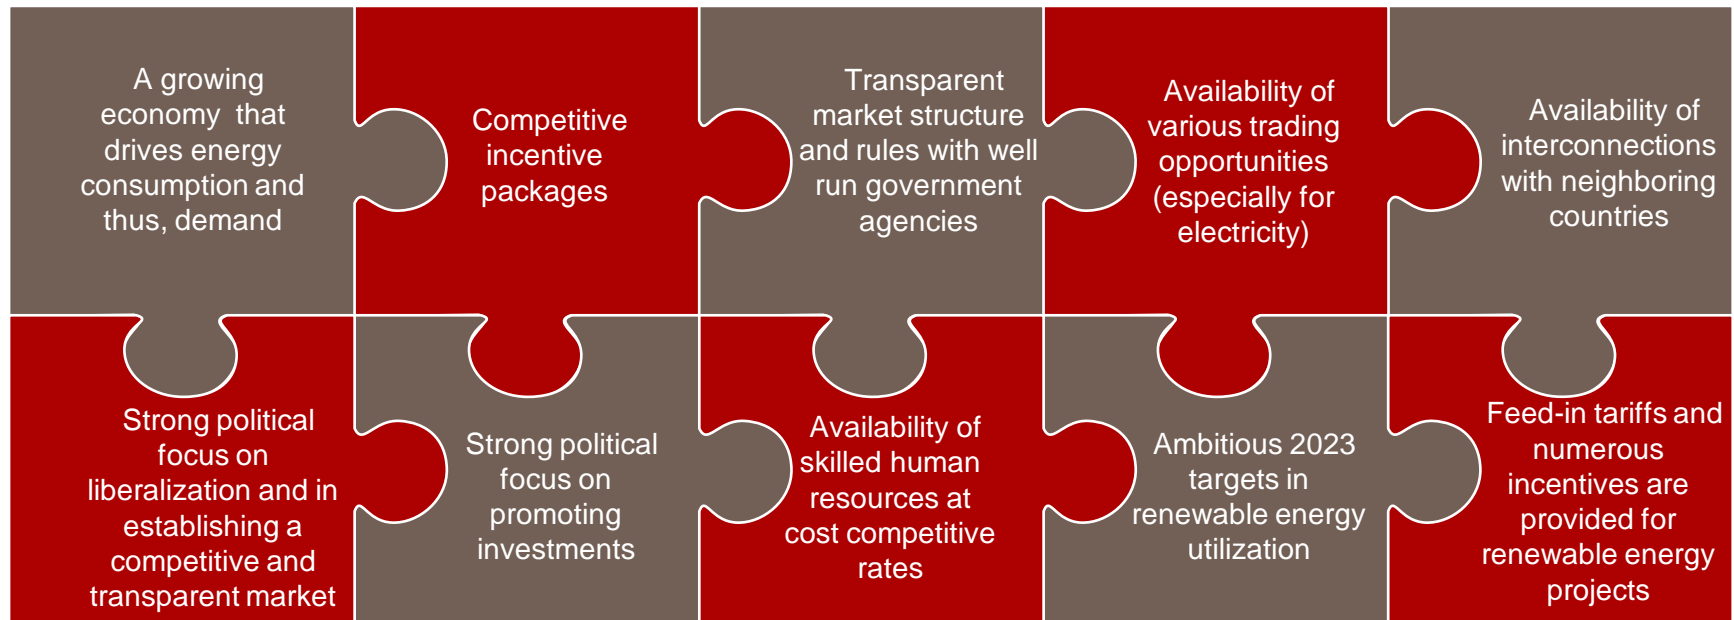 A growing
economy  that
drives energy
consumption and
thus, demand
Competitive
incentive
packages
Transparent
market structure
and rules with well
run government
agencies
Availability of
various trading
opportunities
(especially for
electricity)
Availability of
interconnections
with neighboring
countries
Strong political
focus on
liberalization and in
establishing a
competitive and
transparent market
Strong political
focus on
promoting
investments
Availability of
skilled human
resources at
cost competitive
rates
Ambitious 2023
targets in
renewable energy
utilization
Feed-in tariffs and
numerous
incentives are
provided for
renewable energy
projects